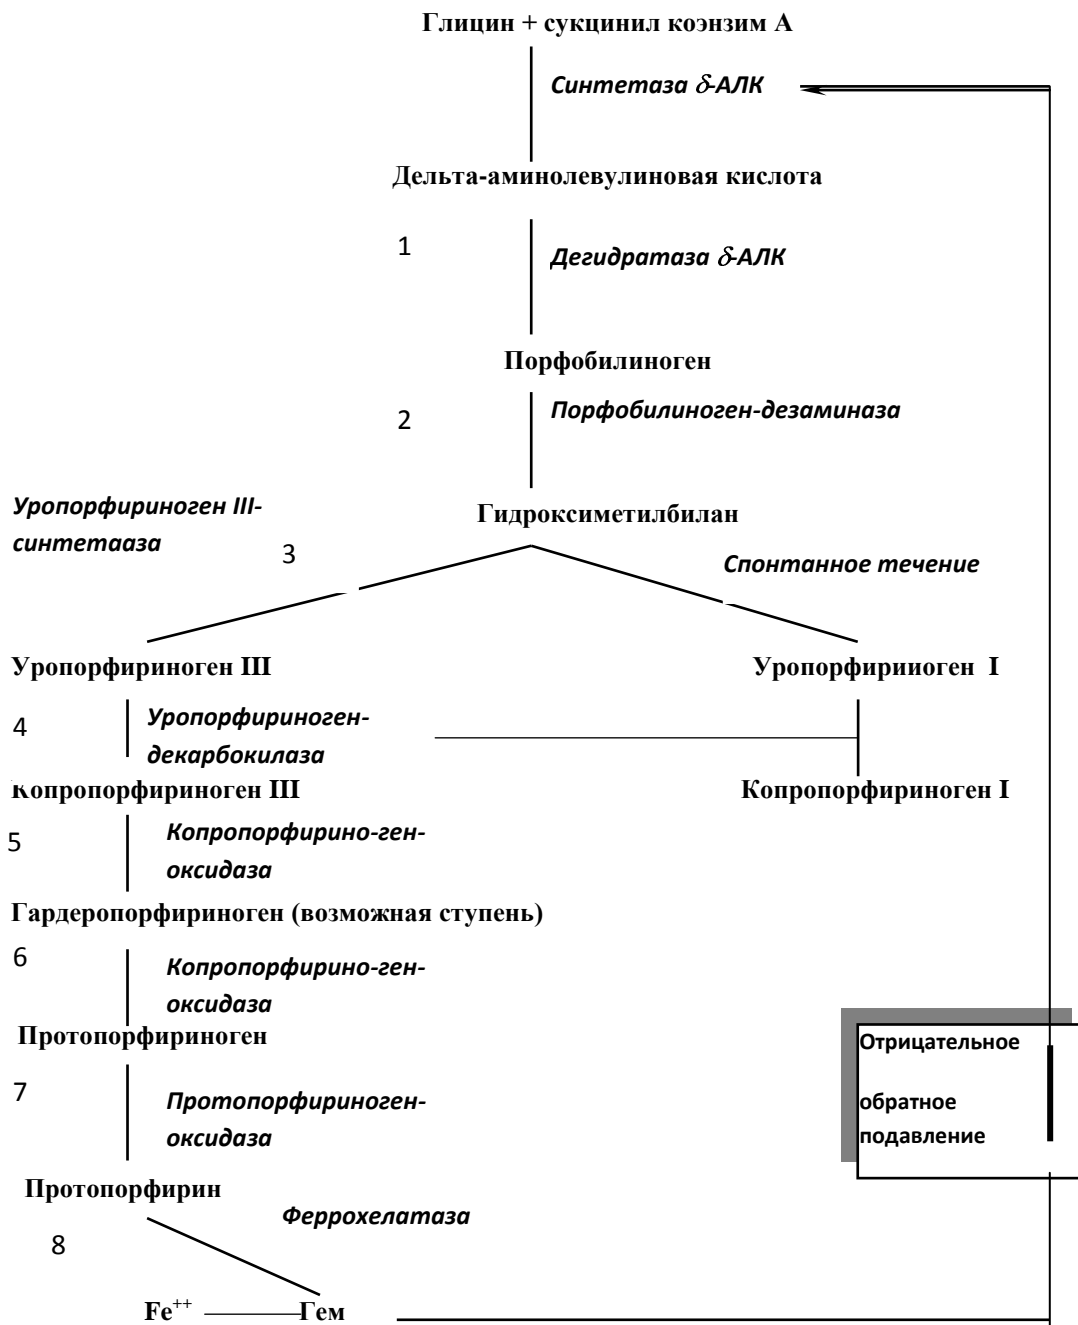 Глицин + сукцинил коэнзим А
Синтетаза δ-АЛК
Дельта-аминолевулиновая кислота
1
Дегидратаза δ-АЛК
Порфобилиноген
2
Порфобилиноген-дезаминаза
Уропорфириноген III-
синтетааза
Гидроксиметилбилан
3
Спонтанное течение
Уропорфириноген III
Уропорфирииоген I
4
Уропорфириноген-
декарбокилаза
Копропорфириноген III
Копропорфириноген I
5
Копропорфирино-ген-
оксидаза
Гардеропорфириноген (возможная ступень)
6
Копропорфирино-ген-
оксидаза
Протопорфириноген
Отрицательное
обратное
подавление
7
Протопорфириноген-
оксидаза
Протопорфирин
Феррохелатаза
8
Fe⁺⁺
Гем